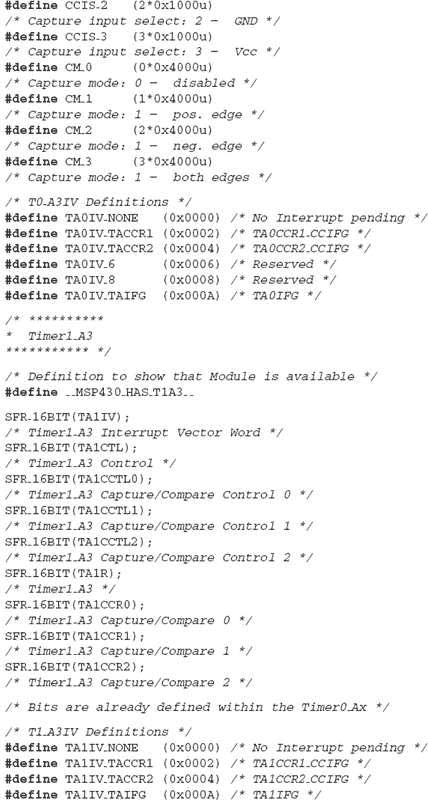 #define CCIS_2 (2*0x1000u)
/* Capture input select: 2 - GND */
#define CCIS_3 (3*0x1000u)
/* Capture input select: 3 - Vcc */
#define CM_0 (0*0x4000u)
/* Capture mode: 0 - disabled */
#define CM_1 (1*0x4000u)
/* Capture mode: 1 - pos. edge */
#define CM_2 (2*0x4000u)
/* Capture mode: 1 - neg. edge */
#define CM_3 (3*0x4000u)
/* Capture mode: 1 - both edges */
/* T0_A3IV Definitions */
#define TA0IV_NONE (0x0000) /* No Interrupt pending */
#define TA0IV_TACCR1 (0x0002) /* TA0CCR1_CCIFG */
#define TA0IV_TACCR2 (0x0004) /* TA0CCR2_CCIFG */
#define TA0IV_6 (0x0006) /* Reserved */
#define TA0IV_8 (0x0008) /* Reserved */
#define TA0IV_TAIFG (0x000A) /* TA0IFG */
/* **********
* Timer1_A3
*********** */
/* Definition to show that Module is available */
#define __MSP430_HAS_T1A3__
SFR_16BIT(TA1IV);
/* Timer1_A3 Interrupt Vector Word */
SFR_16BIT(TA1CTL);
/* Timer1_A3 Control */
SFR_16BIT(TA1CCTL0);
/* Timer1_A3 Capture/Compare Control 0 */
SFR_16BIT(TA1CCTL1);
/* Timer1_A3 Capture/Compare Control 1 */
SFR_16BIT(TA1CCTL2);
/* Timer1_A3 Capture/Compare Control 2 */
SFR_16BIT(TA1R);
/* Timer1_A3 */
SFR_16BIT(TA1CCR0);
/* Timer1_A3 Capture/Compare 0 */
SFR_16BIT(TA1CCR1);
/* Timer1_A3 Capture/Compare 1 */
SFR_16BIT(TA1CCR2);
/* Timer1_A3 Capture/Compare 2 */
/* Bits are already defined within the Timer0_Ax */
/* T1_A3IV Definitions */
#define TA1IV_NONE (0x0000) /* No Interrupt pending */
#define TA1IV_TACCR1 (0x0002) /* TA1CCR1_CCIFG */
#define TA1IV_TACCR2 (0x0004) /* TA1CCR2_CCIFG */
#define TA1IV_TAIFG (0x000A) /* TA1IFG */